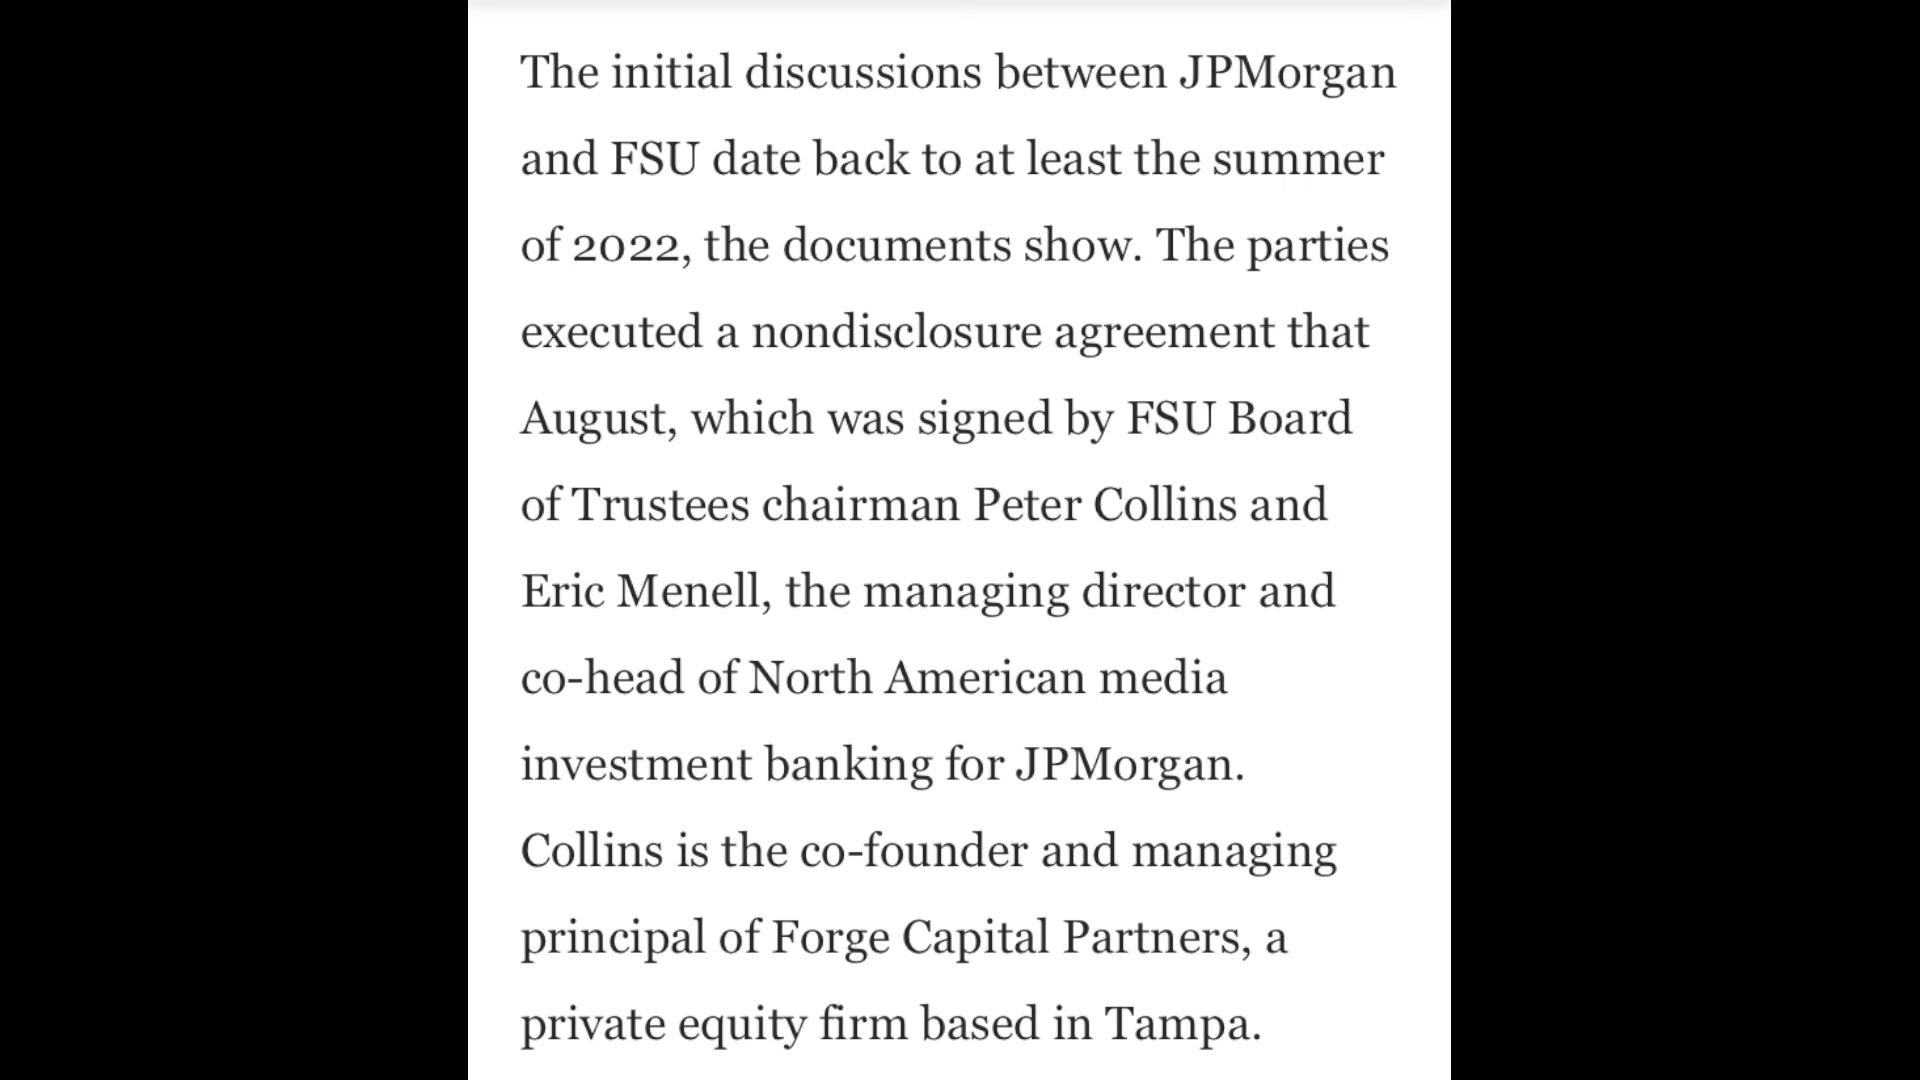 The initial discussions between JPMorgan
and FSU date back to at least the summer
of 2022, the documents show. The parties
executed a nondisclosure agreement that
August, which was signed by FSU Board
of Trustees chairman Peter Collins and
Eric Menell, the managing director and
co-head of North American media
investment banking for JPMorgan.
Collins is the co-founder and managing
principal of Forge Capital Partners, a
private equity firm based in Tampa.